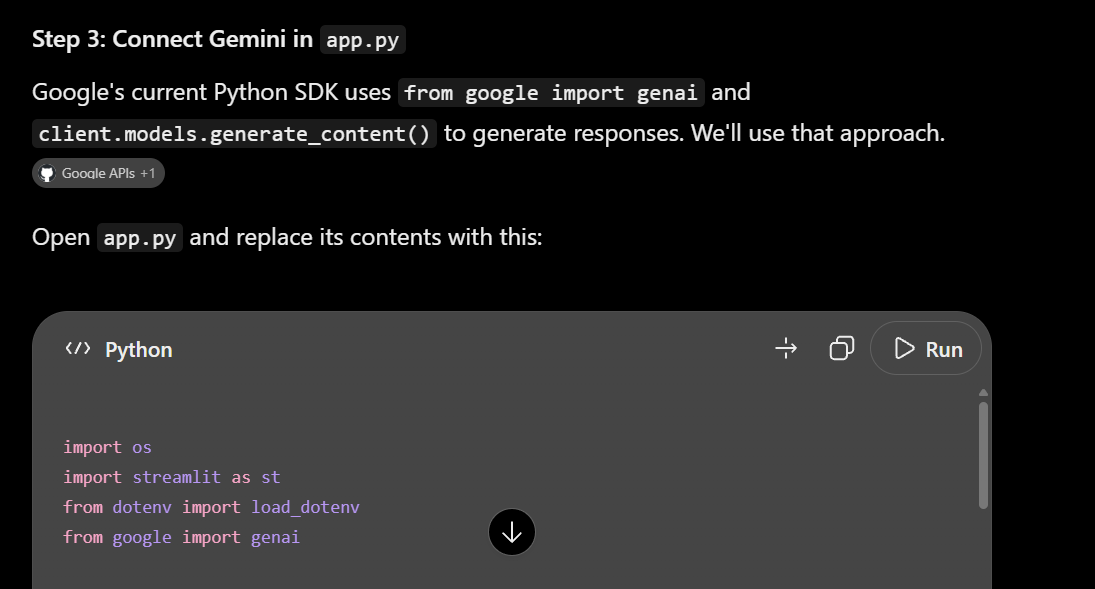 Step 3: Connect Gemini in app.py
Google's current Python SDK uses from google import genai and
client.models.generate_content() to generate responses. We'll use that approach.
Google APIs +1
Open app.py and replace its contents with this:
</> Python
Run
import os
import streamlit as st
from dotenv import load_dotenv
from google import genai